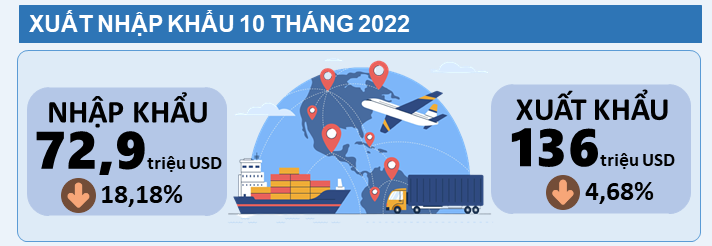 XUẤT NHẬP KHẨU 10 THÁNG 2022
NHẬP KHẨU
72,9 triệu USD
18,18%
XUẤT KHẨU
136 triệu USD
4,68%